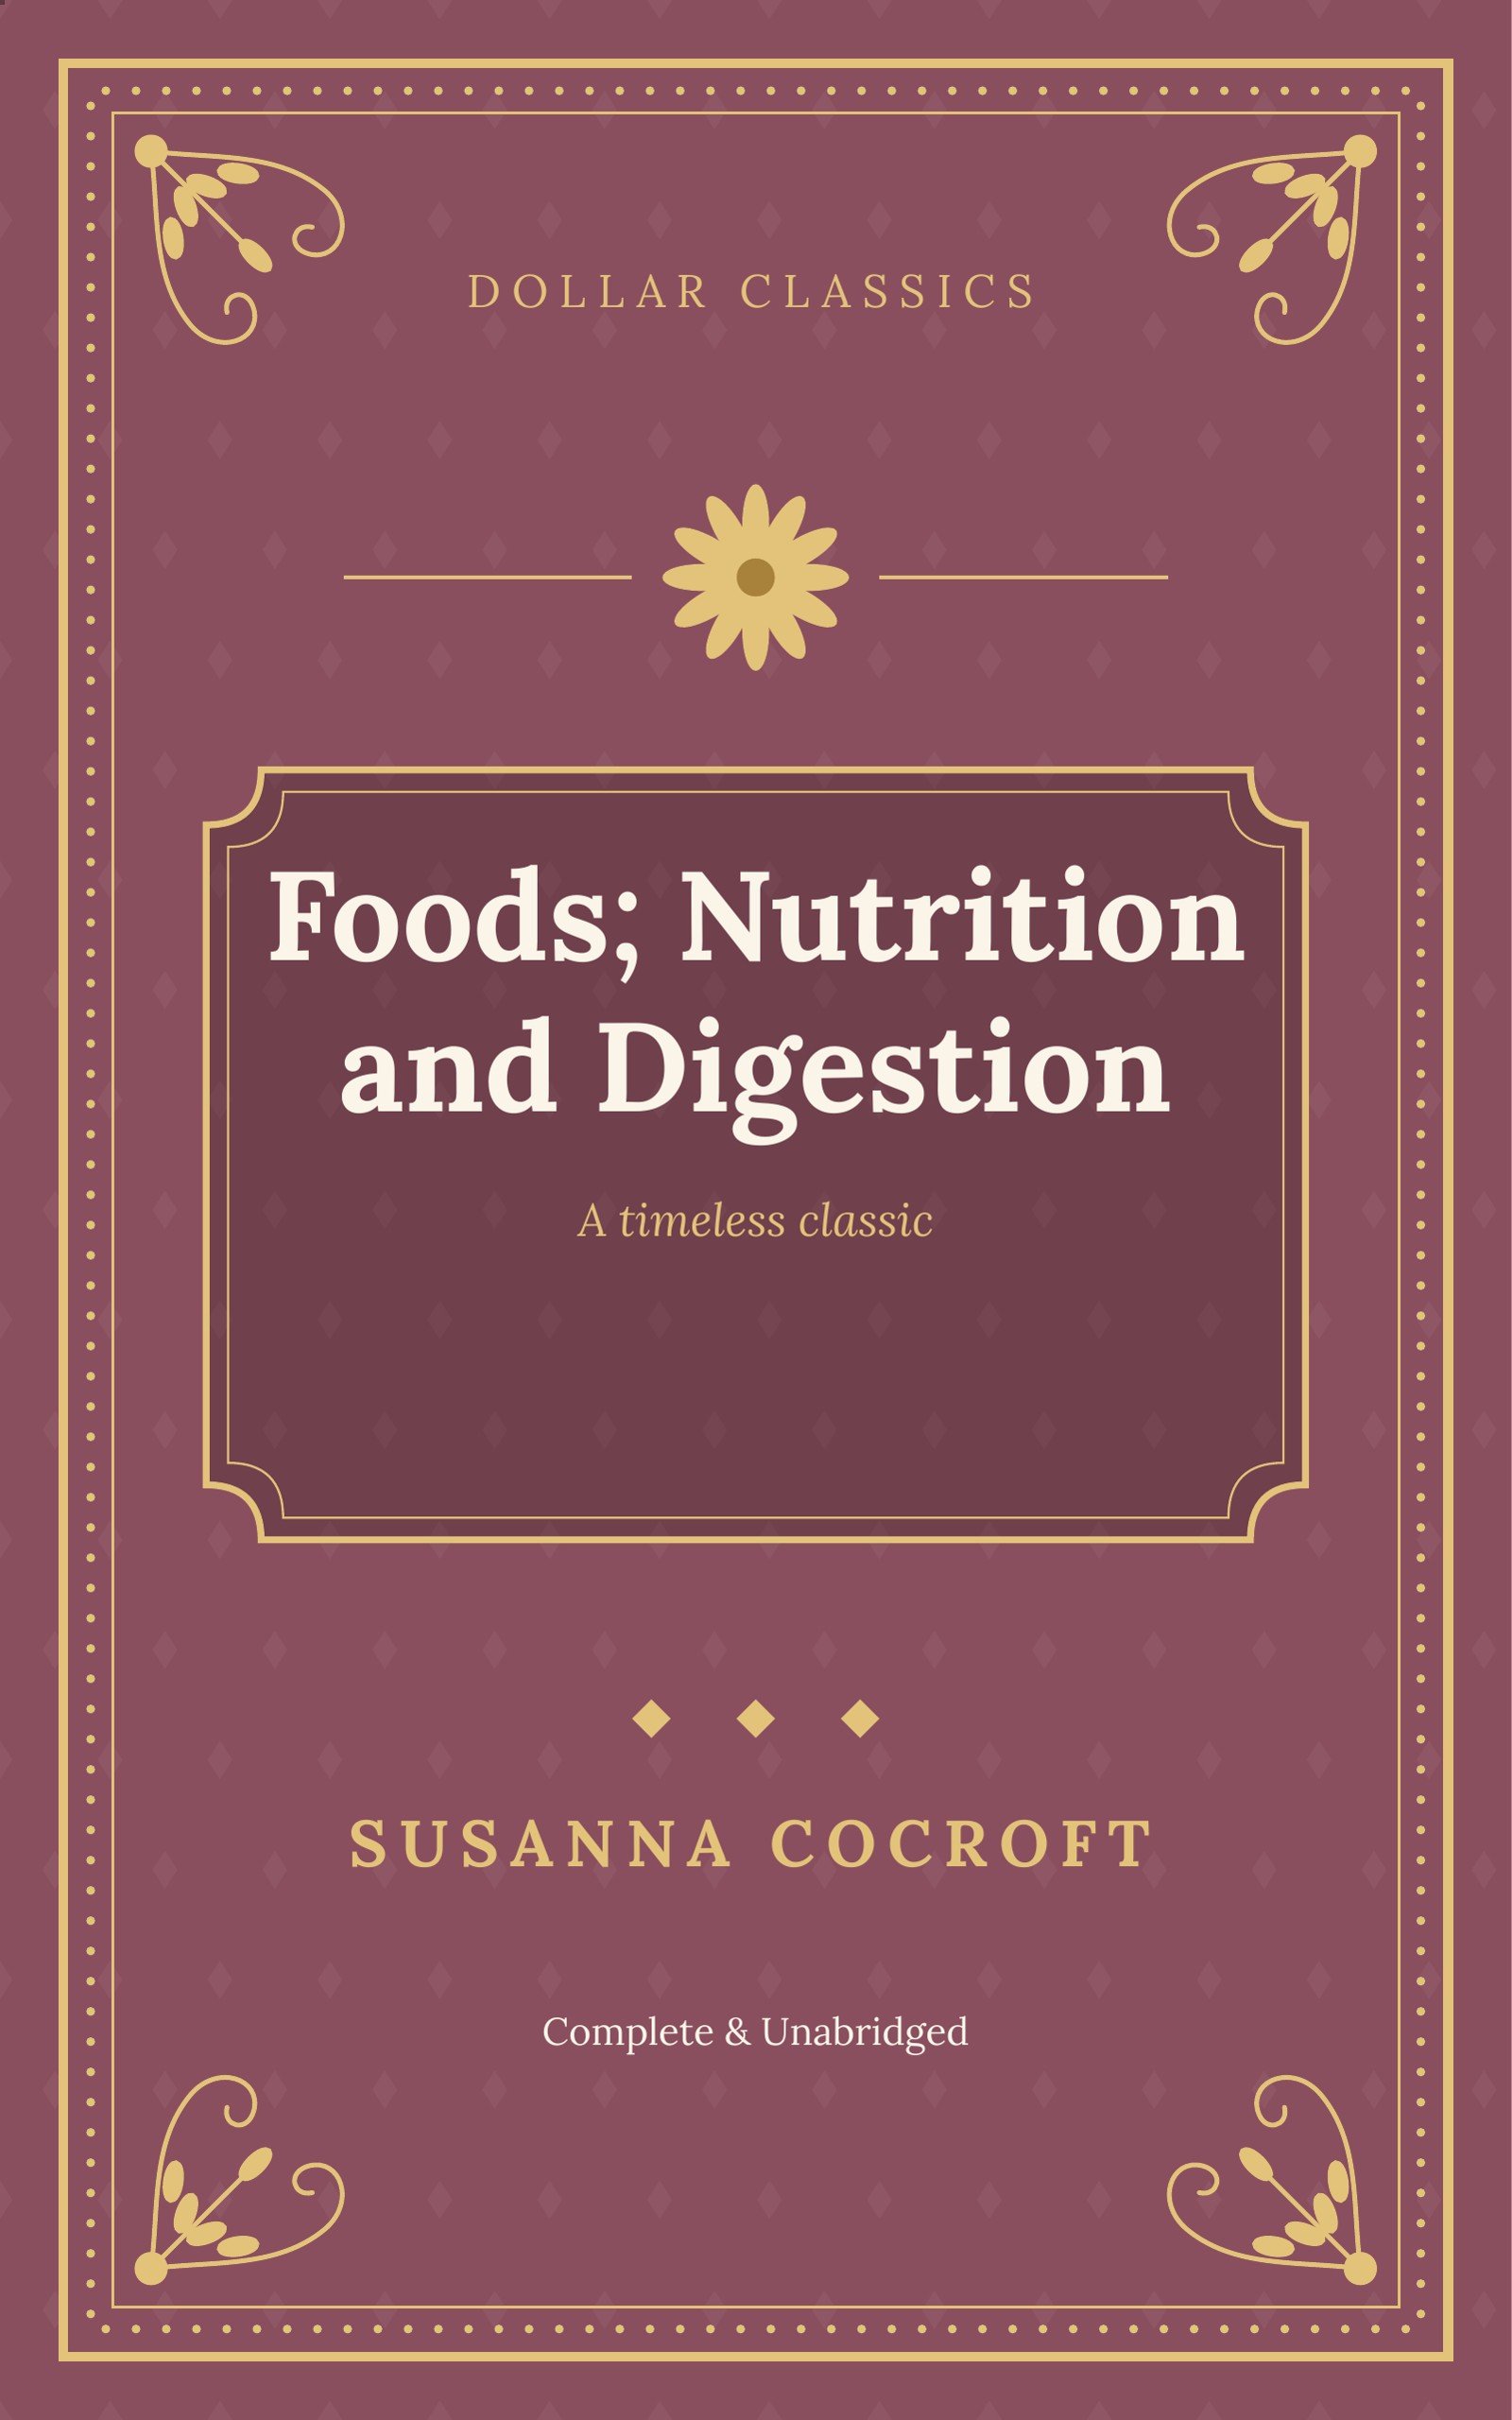 DOLLAR CLASSICS
Foods; Nutrition
and Digestion
A timeless classic
SUSANNA COCROFT
Complete & Unabridged